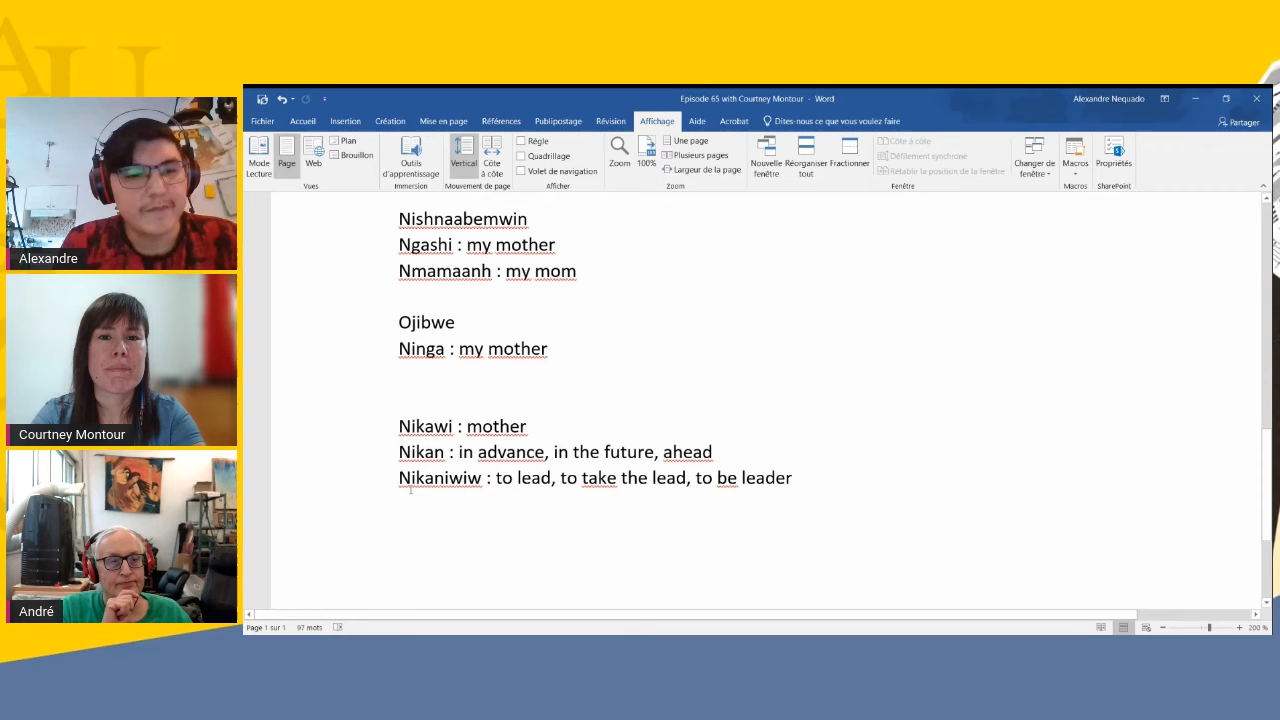 AU
Episode 65 with Courtney Montour - Word
Alexandre Nequado
Fichier Accueil Insertion Création Mise en page Références Publipostage Révision Affichage Aide Acrobat Dites-nous ce que vous voulez faire Partager
Mode Lecture
Page
Web
Plan
Brouillon
Vues
Outils d'apprentissage
Immersion
Vertical
Côte à côte
Mouvement de page
Règle
Quadrillage
Volet de navigation
Afficher
Zoom
100%
Une page
Plusieurs pages
Largeur de la page
Zoom
Nouvelle fenêtre
Réorganiser tout
Fractionner
Côte à côte
Défilement synchrone
Rétablir la position de la fenêtre
Fenêtre
Changer de fenêtre
Macros
Macros
Propriétés
SharePoint
Nishnaabemwin
Ngashi : my mother
Nmamaanh : my mom
Ojibwe
Ninga : my mother
Nikawi : mother
Nikan : in advance, in the future, ahead
Nikaniwiw : to lead, to take the lead, to be leader
Page 1 sur 1 97 mots
200 %
Alexandre
Courtney Montour
André